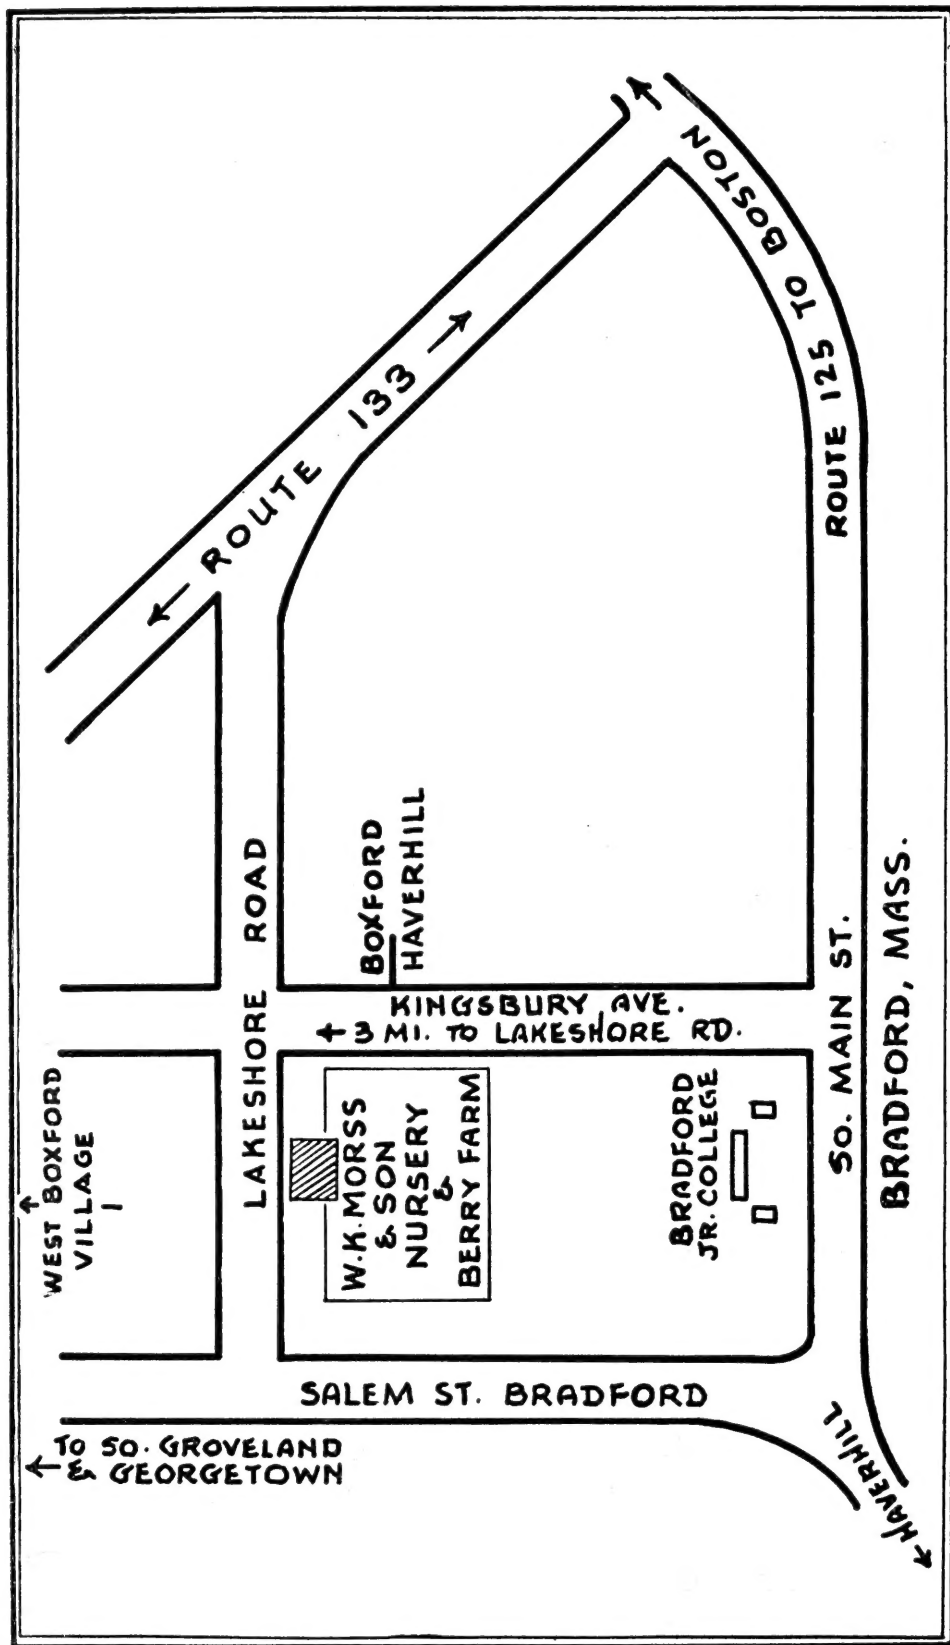 ROUTE 125 TO BOSTON
← ROUTE 133 →
LAKESHORE ROAD
BOXFORD
HAVERHILL
KINGSBURY AVE.
← 3 MI. TO LAKESHORE RD.
WEST BOXFORD →
VILLAGE
W.K. MORSS
& SON
NURSERY
&
BERRY FARM
BRADFORD
JR. COLLEGE
SO. MAIN ST.
BRADFORD, MASS.
SALEM ST. BRADFORD
TO SO. GROVELAND
← & GEORGETOWN
← HAVERHILL